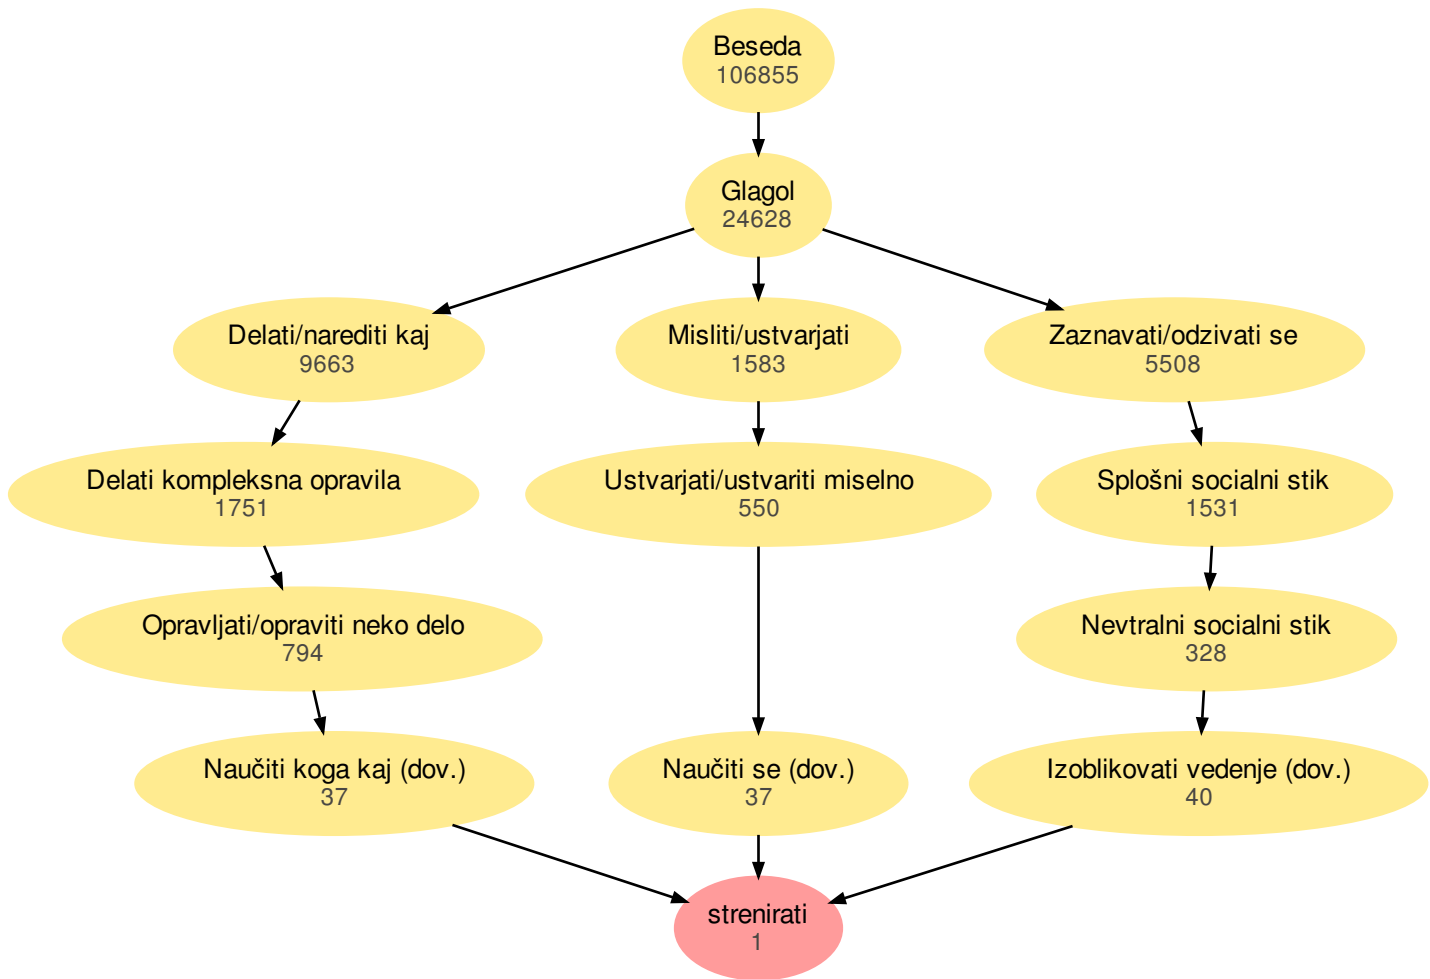 Beseda
106855
Glagol
24628
Delati/narediti kaj
9663
Misliti/ustvarjati
1583
Zaznavati/odzivati se
5508
Delati kompleksna opravila
1751
Ustvarjati/ustvariti miselno
550
Splošni socialni stik
1531
Opravljati/opraviti neko delo
794
Nevtralni socialni stik
328
Naučiti koga kaj (dov.)
37
Naučiti se (dov.)
37
Izoblikovati vedenje (dov.)
40
strenirati
1